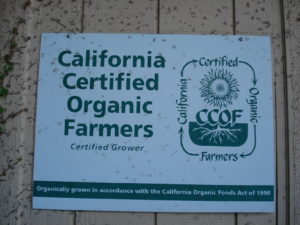 California
Certified
Organic
Farmers
Certified Grower
Certified
California
Organic
CCOF
Farmers
Organically grown in accordance with the California Organic Foods Act of 1990